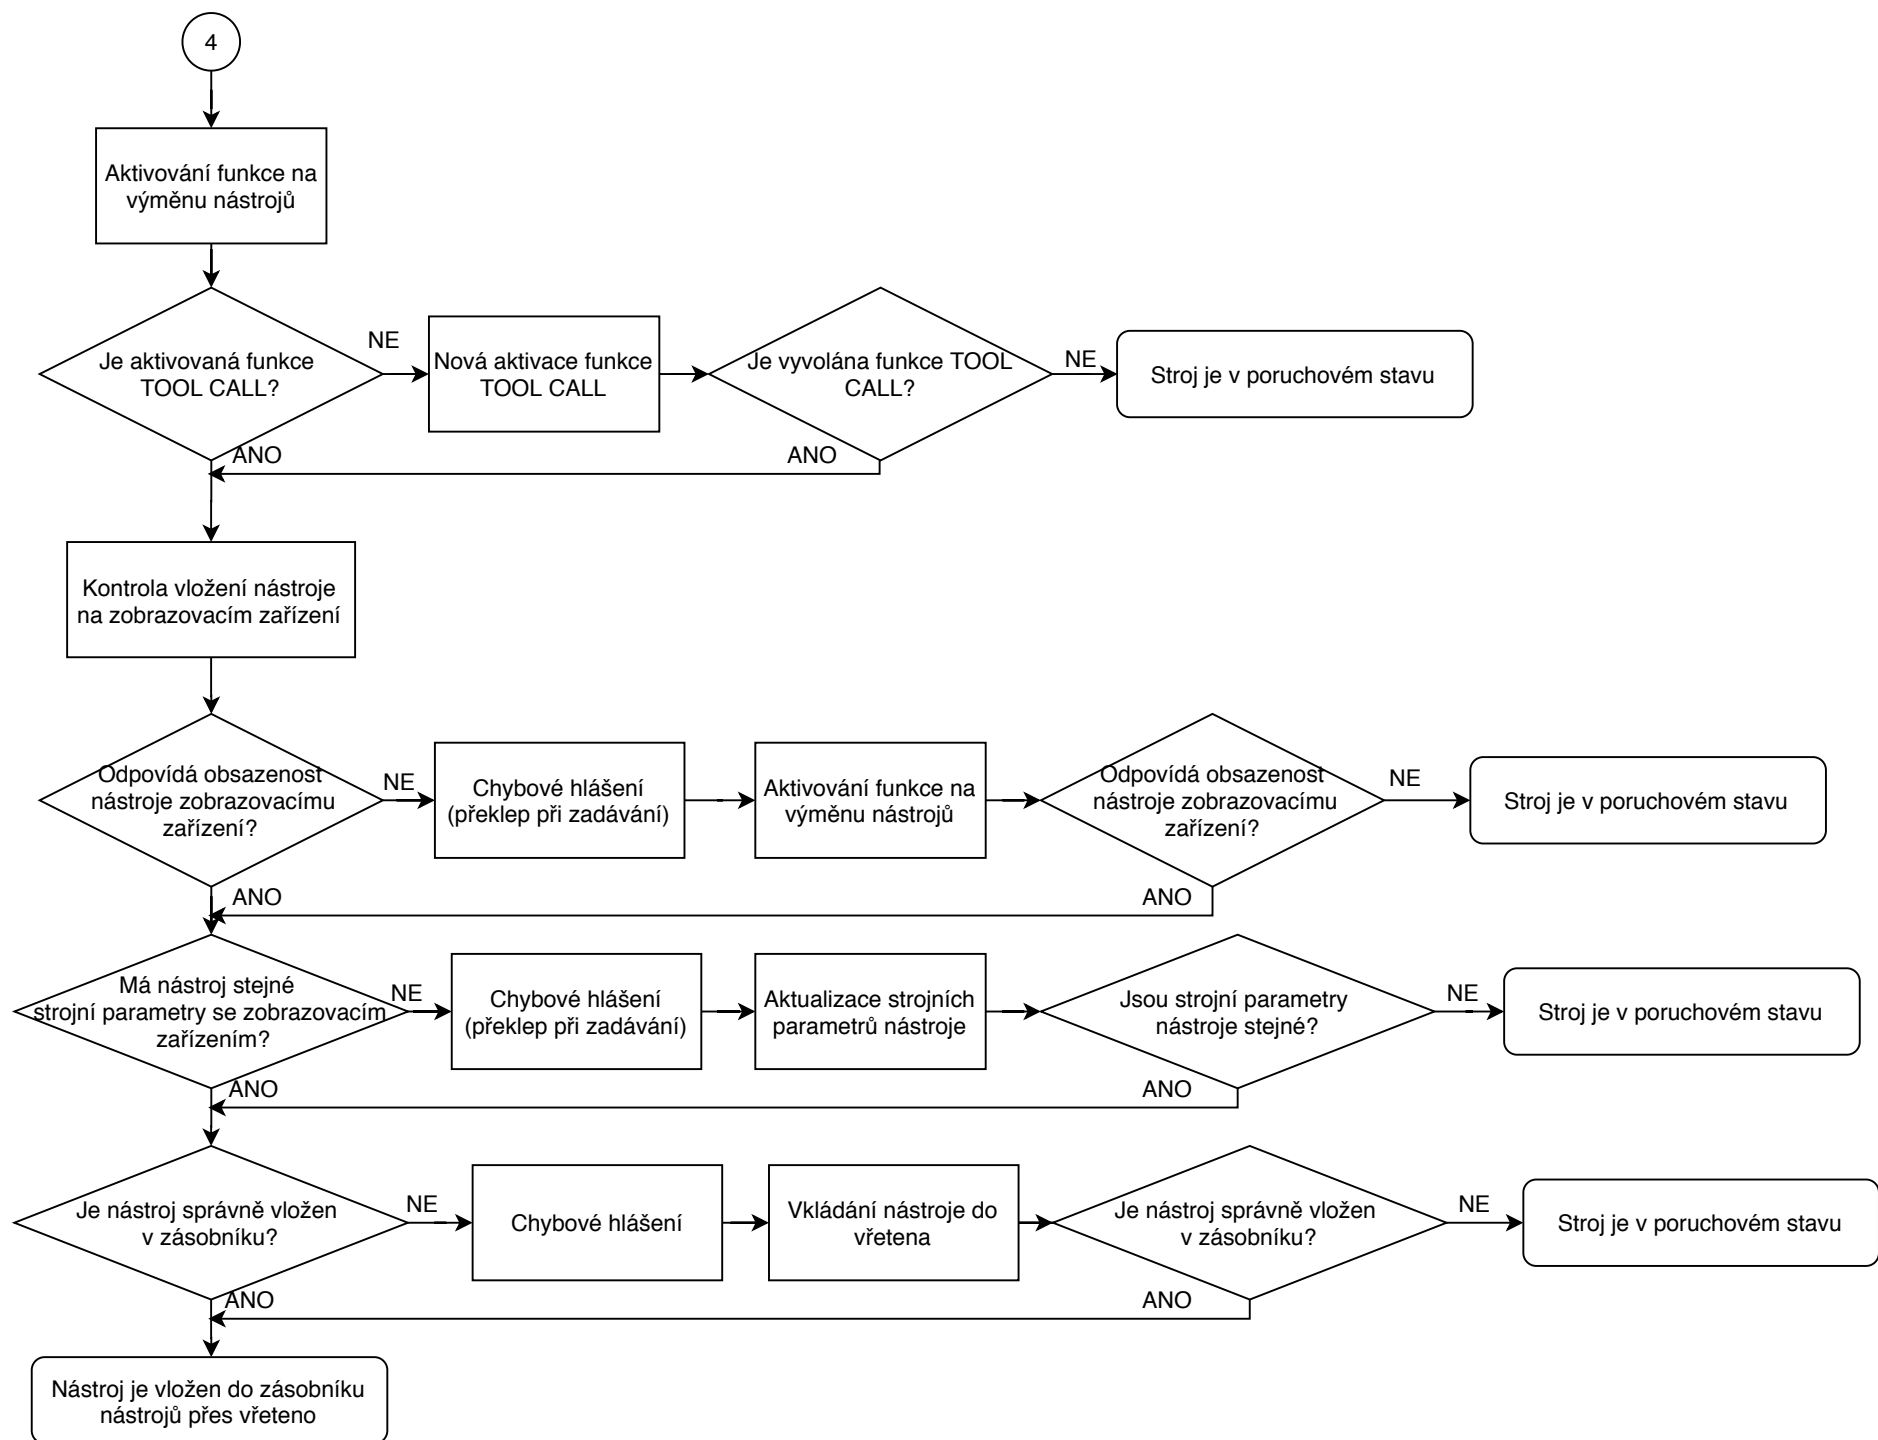 4
Aktivování funkce na
výměnu nástrojů
Je aktivovaná funkce
TOOL CALL?
NE
Nová aktivace funkce
TOOL CALL
Je vyvolána funkce TOOL
CALL?
NE
Stroj je v poruchovém stavu
ANO
ANO
Kontrola vložení nástroje
na zobrazovacím zařízení
Odpovídá obsazenost
nástroje zobrazovacímu
zařízení?
NE
Chybové hlášení
(překlep při zadávání)
Aktivování funkce na
výměnu nástrojů
Odpovídá obsazenost
nástroje zobrazovacímu
zařízení?
NE
Stroj je v poruchovém stavu
ANO
ANO
Má nástroj stejné
strojní parametry se zobrazovacím
zařízením?
NE
Chybové hlášení
(překlep při zadávání)
Aktualizace strojních
parametrů nástroje
Jsou strojní parametry
nástroje stejné?
NE
Stroj je v poruchovém stavu
ANO
ANO
Je nástroj správně vložen
v zásobníku?
NE
Chybové hlášení
Vkládání nástroje do
vřetena
Je nástroj správně vložen
v zásobníku?
NE
Stroj je v poruchovém stavu
ANO
ANO
Nástroj je vložen do zásobníku
nástrojů přes vřeteno